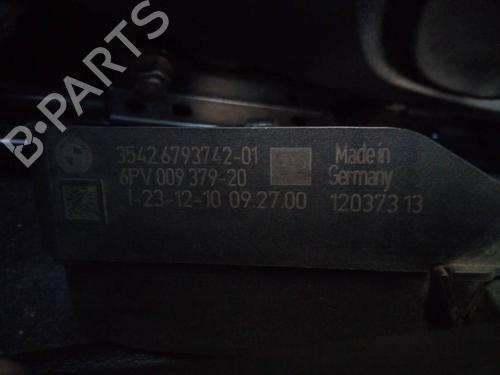 B-PARTS
3542 6793742-01
6PV 009 379-20
1-23-12-10 09.27.00
Made in
Germany
120373 13